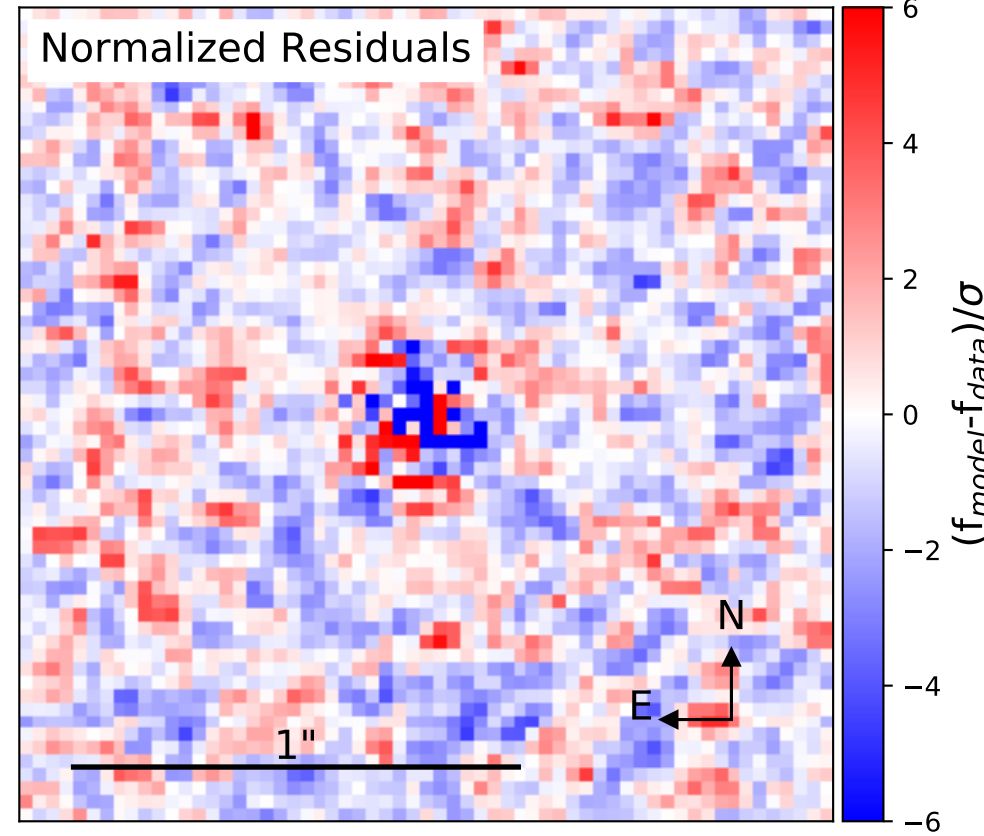 Normalized Residuals
6
4
2
0
−2
−4
−6
(f_model-f_data)/σ
N
E
1"